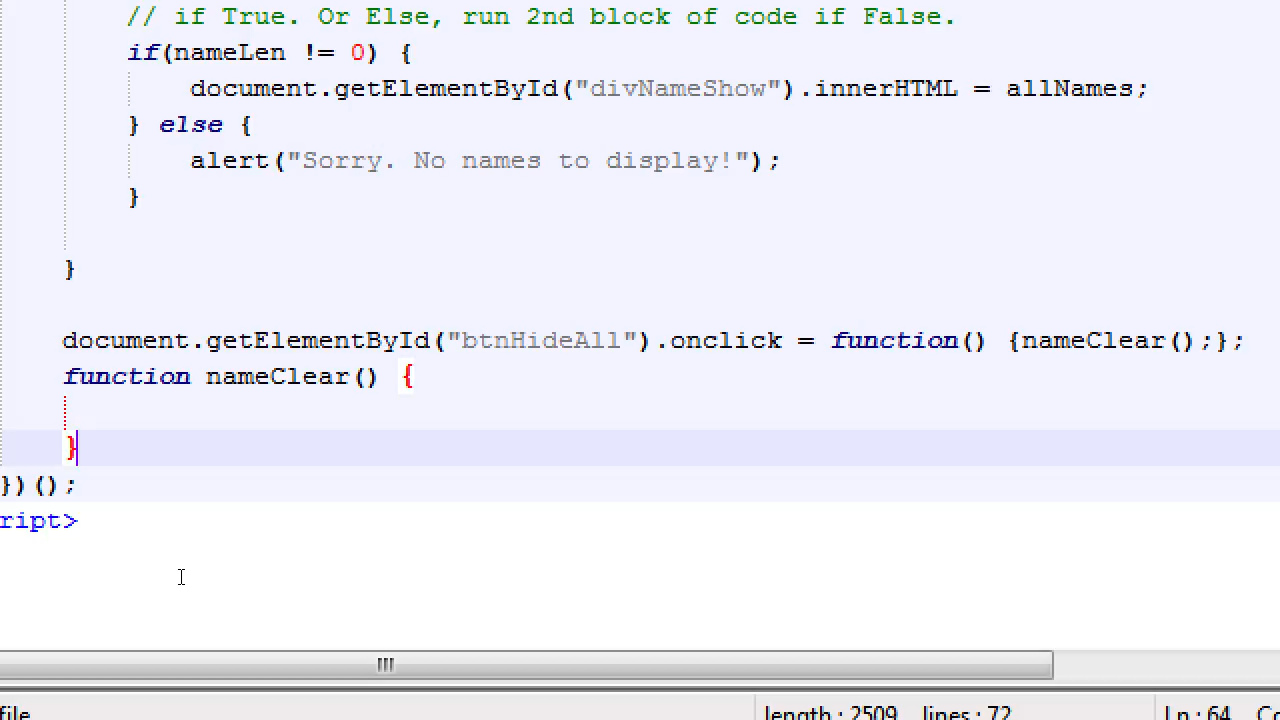 // if True. Or Else, run 2nd block of code if False.
if(nameLen != 0) {
document.getElementById("divNameShow").innerHTML = allNames;
} else {
alert("Sorry. No names to display!");
}
}
document.getElementById("btnHideAll").onclick = function() {nameClear();};
function nameClear() {
}
})();
ript>
file length : 2509 lines : 72 Ln : 64 Co